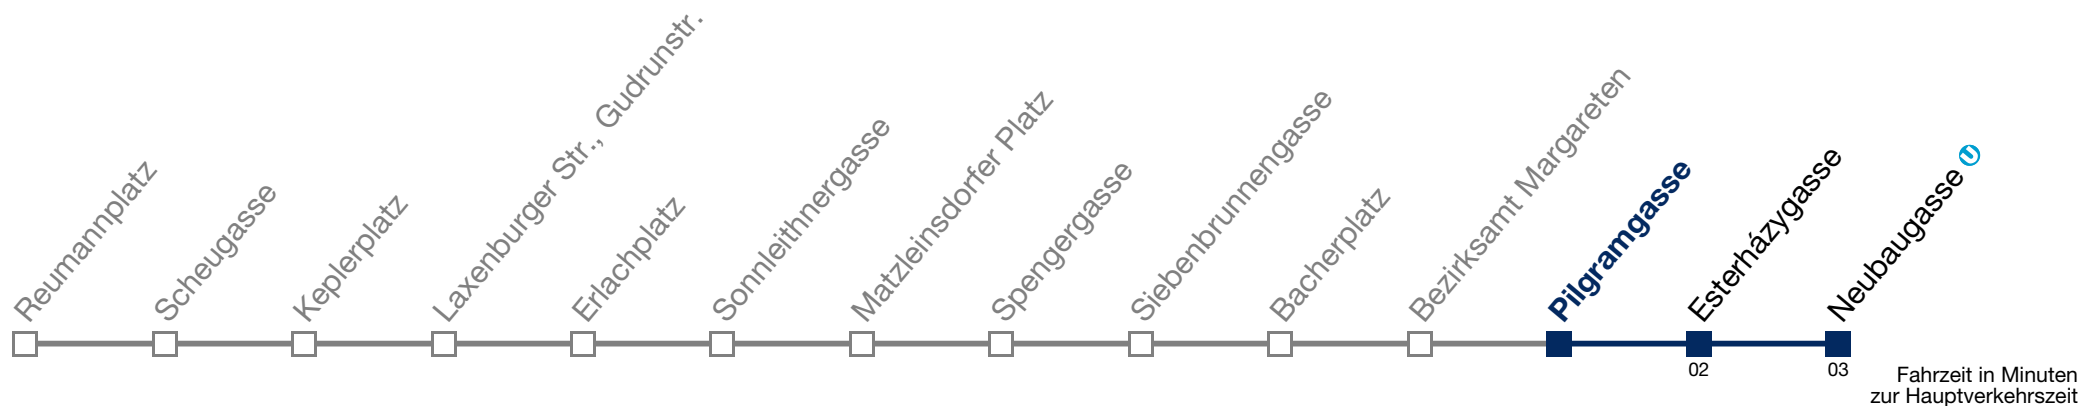 Reumannplatz
Scheugasse
Keplerplatz
Laxenburger Str., Gudrunstr.
Erlachplatz
Sonnleithnergasse
Matzleinsdorfer Platz
Spengergasse
Siebenbrunnengasse
Bacherplatz
Bezirksamt Margareten
Pilgramgasse
Esterházygasse
Neubaugasse U
02
03
Fahrzeit in Minuten
zur Hauptverkehrszeit